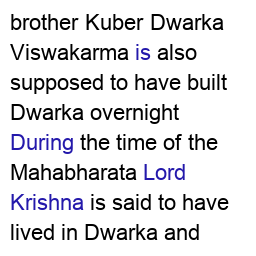 brother Kuber Dwarka
Viswakarma is also
supposed to have built
Dwarka overnight
During the time of the
Mahabharata Lord
Krishna is said to have
lived in Dwarka and